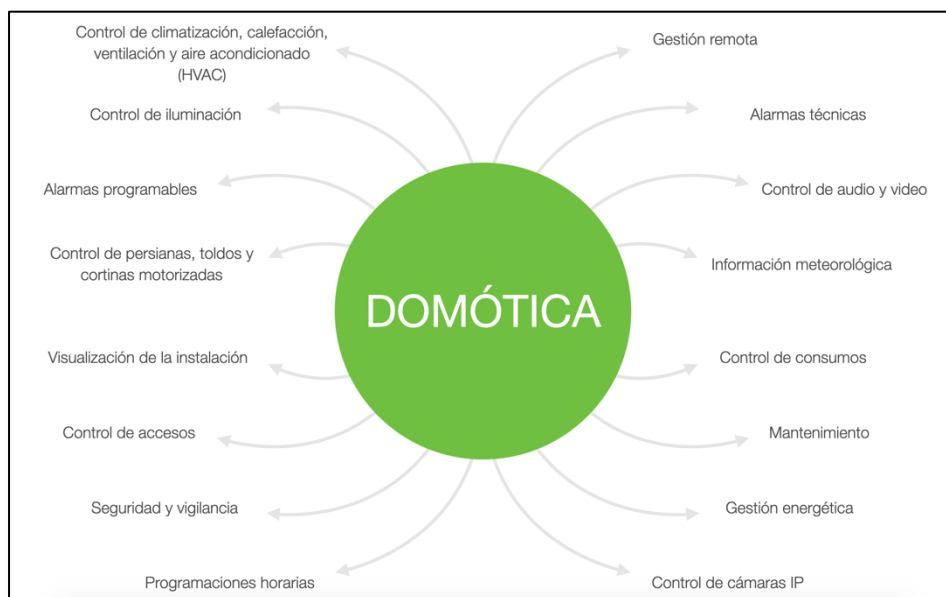 Control de climatización, calefacción,
ventilación y aire acondicionado
(HVAC)
Control de iluminación
Alarmas programables
Control de persianas, toldos y
cortinas motorizadas
Visualización de la instalación
Control de accesos
Seguridad y vigilancia
Programaciones horarias
DOMÓTICA
Gestión remota
Alarmas técnicas
Control de audio y video
Información meteorológica
Control de consumos
Mantenimiento
Gestión energética
Control de cámaras IP